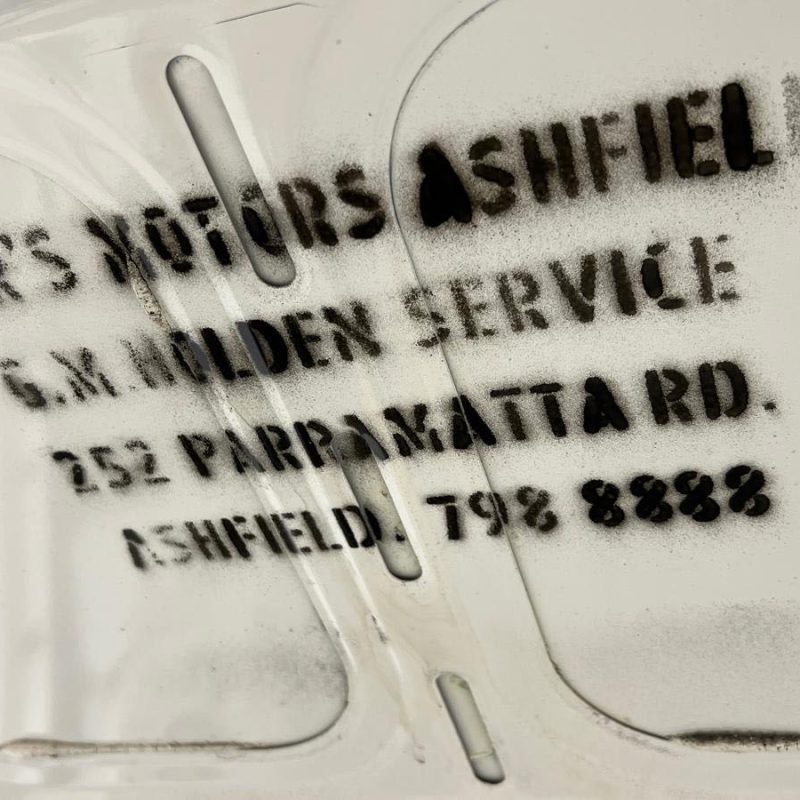 R'S MOTORS ASHFIEL
G.M. HOLDEN SERVICE
252 PARRAMATTA RD.
ASHFIELD. 798 8888